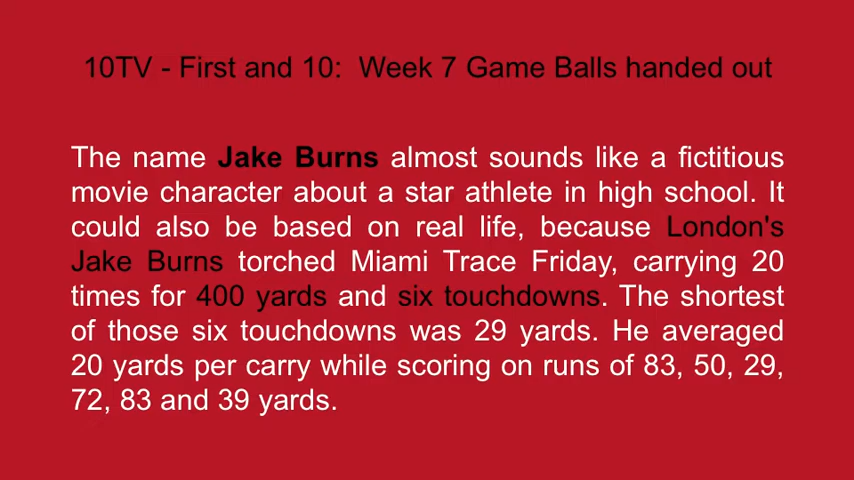 10TV - First and 10:  Week 7 Game Balls handed out
The name Jake Burns almost sounds like a fictitious
movie character about a star athlete in high school. It
could also be based on real life, because London's
Jake Burns torched Miami Trace Friday, carrying 20
times for 400 yards and six touchdowns. The shortest
of those six touchdowns was 29 yards. He averaged
20 yards per carry while scoring on runs of 83, 50, 29,
72, 83 and 39 yards.